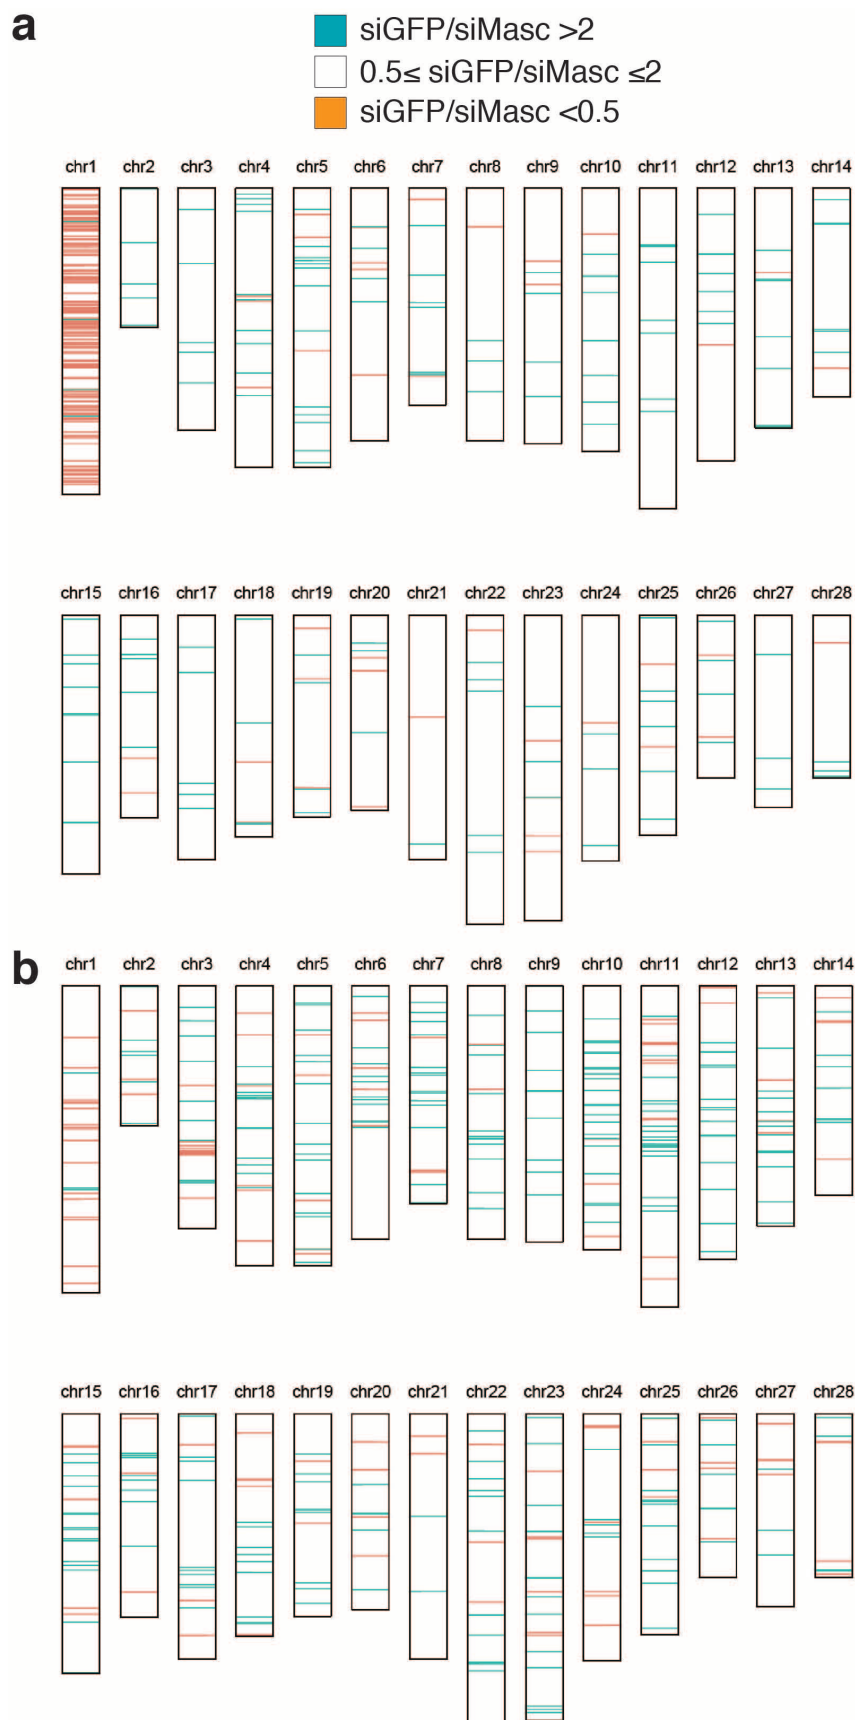 a
siGFP/siMasc >2
0.5≤ siGFP/siMasc ≤2
siGFP/siMasc <0.5
chr1 chr2 chr3 chr4 chr5 chr6 chr7 chr8 chr9 chr10 chr11 chr12 chr13 chr14
chr15 chr16 chr17 chr18 chr19 chr20 chr21 chr22 chr23 chr24 chr25 chr26 chr27 chr28
b
chr1 chr2 chr3 chr4 chr5 chr6 chr7 chr8 chr9 chr10 chr11 chr12 chr13 chr14
chr15 chr16 chr17 chr18 chr19 chr20 chr21 chr22 chr23 chr24 chr25 chr26 chr27 chr28